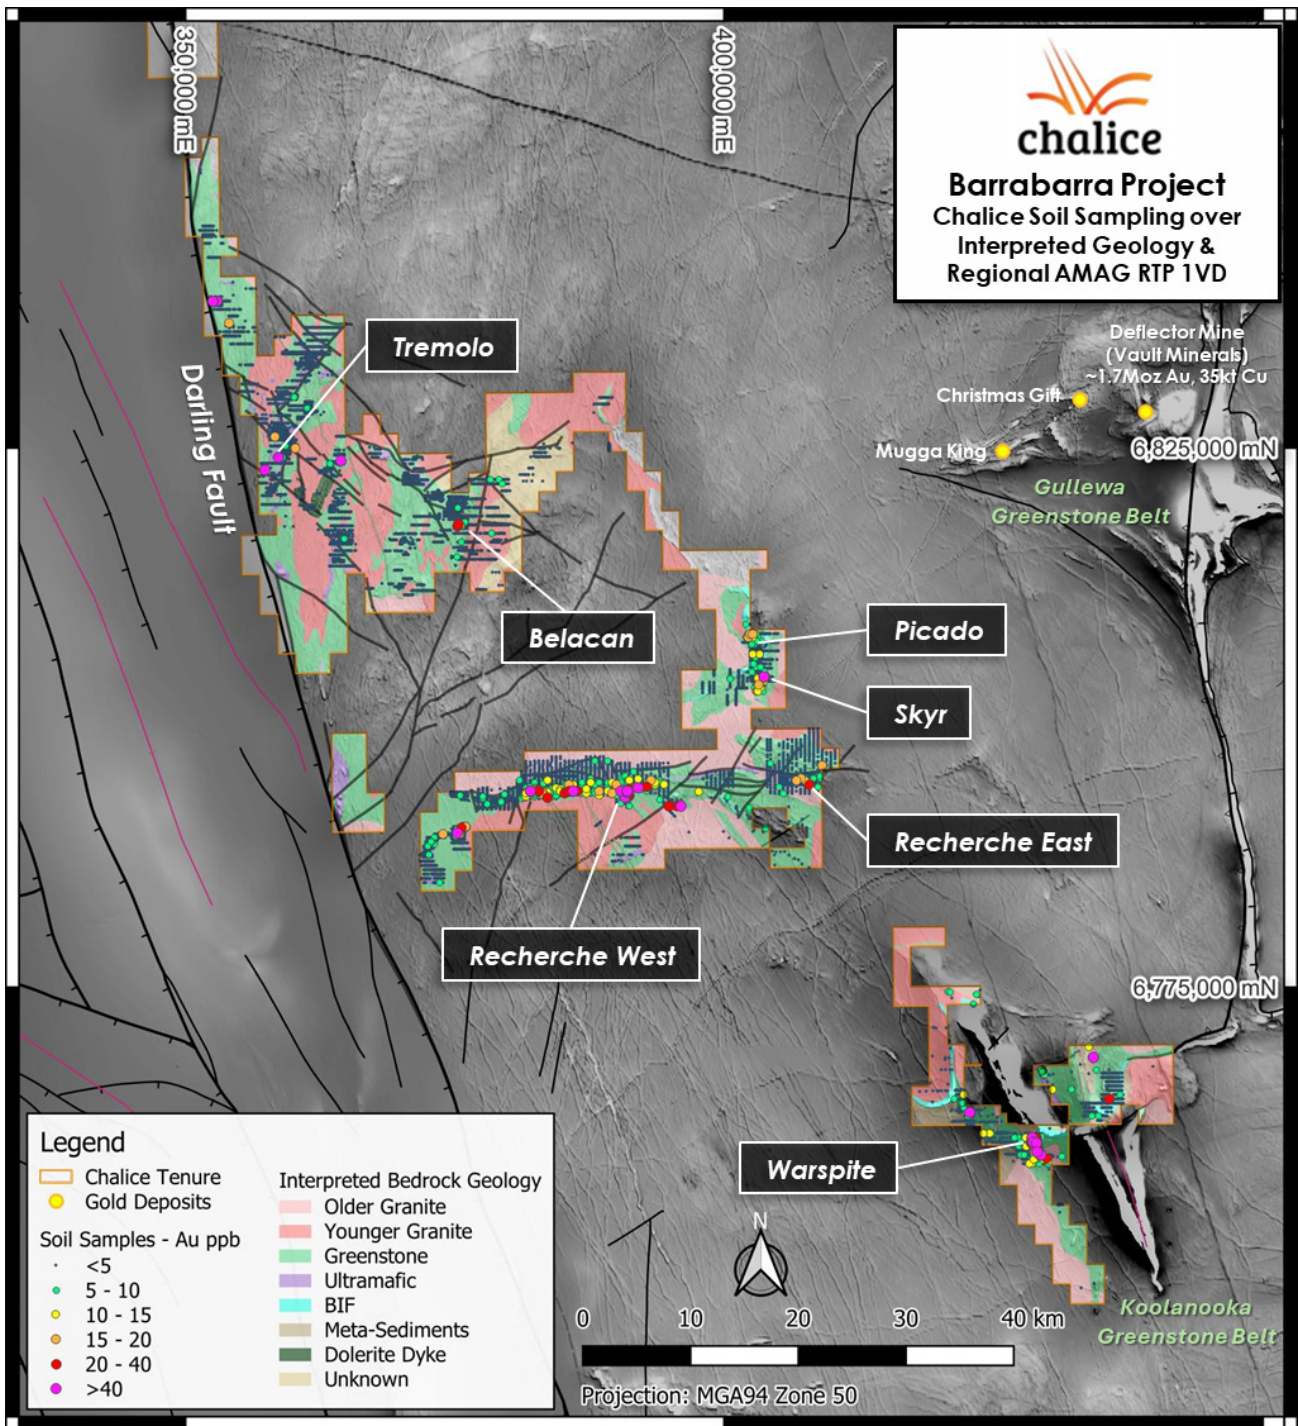 350,000 mE
400,000 mE
chalice
Barrabarra Project
Chalice Soil Sampling over
Interpreted Geology &
Regional AMAG RTP 1VD
Deflector Mine
(Vault Minerals)
~1.7Moz Au, 35kt Cu
Christmas Gift
Mugga King
6,825,000 mN
Gullewa
Greenstone Belt
Tremolo
Darling Fault
Belacan
Picado
Skyr
Recherche East
Recherche West
6,775,000 mN
Warspite
Koolanooka
Greenstone Belt
Legend
Chalice Tenure
Gold Deposits
Soil Samples - Au ppb
<5
5 - 10
10 - 15
15 - 20
20 - 40
>40
Interpreted Bedrock Geology
Older Granite
Younger Granite
Greenstone
Ultramafic
BIF
Meta-Sediments
Dolerite Dyke
Unknown
N
0 10 20 30 40 km
Projection: MGA94 Zone 50